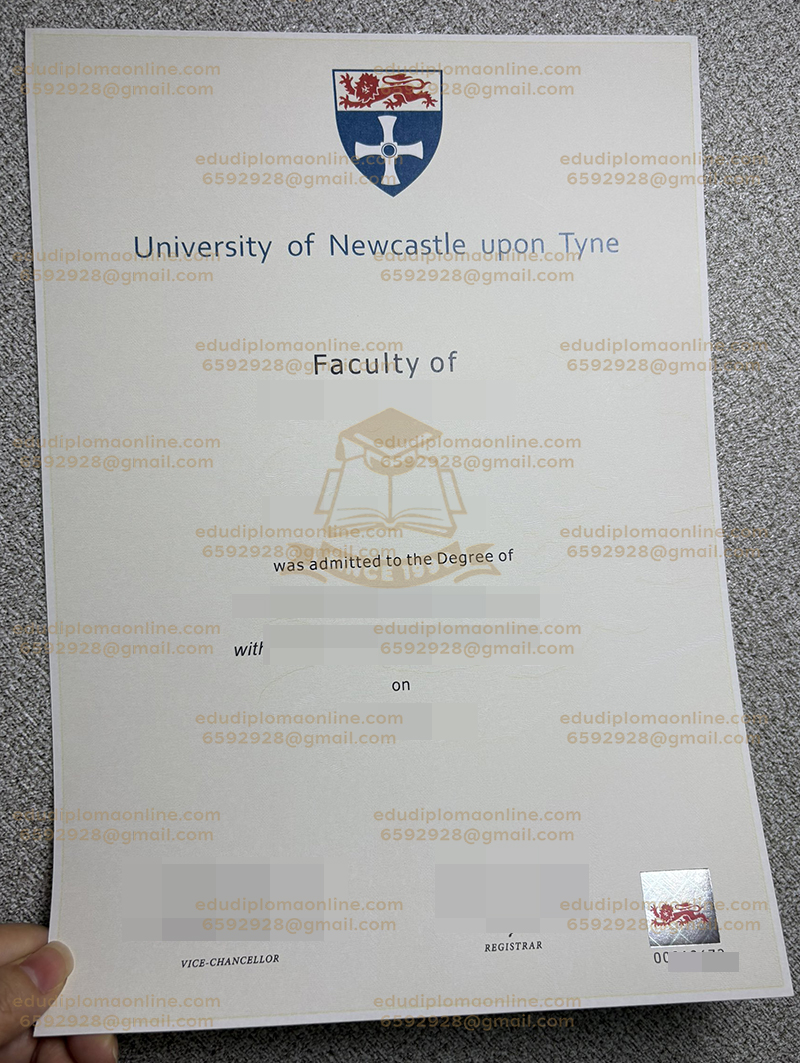 edudiplomaonline.com edudiplomaonline.com
6592928@gmail.com 6592928@gmail.com
edudiplomaonline.com edudiplomaonline.com
6592928@gmail.com 6592928@gmail.com
University of Newcastle upon Tyne
edudiplomaonline.com edudiplomaonline.com
6592928@gmail.com 6592928@gmail.com
edudiplomaonline.com edudiplomaonline.com
Faculty of
6592928@gmail.com 6592928@gmail.com
edudiplomaonline.com edudiplomaonline.com
6592928@gmail.com 6592928@gmail.com
edudiplomaonline.com edudiplomaonline.com
6592928@gmail.com 6592928@gmail.com
was admitted to the Degree of
edudiplomaonline.com edudiplomaonline.com
6592928@gmail.com 6592928@gmail.com
with
on
edudiplomaonline.com edudiplomaonline.com
6592928@gmail.com 6592928@gmail.com
edudiplomaonline.com edudiplomaonline.com
6592928@gmail.com 6592928@gmail.com
edudiplomaonline.com edudiplomaonline.com
6592928@gmail.com 6592928@gmail.com
VICE-CHANCELLOR REGISTRAR
edudiplomaonline.com edudiplomaonline.com
6592928@gmail.com 6592928@gmail.com